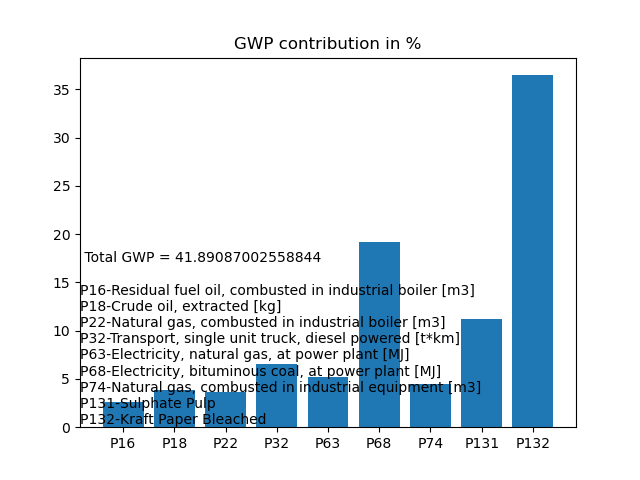 GWP contribution in %
35
30
25
20
Total GWP = 41.89087002558844
15
P16-Residual fuel oil, combusted in industrial boiler [m3]
P18-Crude oil, extracted [kg]
P22-Natural gas, combusted in industrial boiler [m3]
10
P32-Transport, single unit truck, diesel powered [t*km]
P63-Electricity, natural gas, at power plant [MJ]
P68-Electricity, bituminous coal, at power plant [MJ]
5
P74-Natural gas, combusted in industrial equipment [m3]
P131-Sulphate Pulp
P132-Kraft Paper Bleached
0
P16 P18 P22 P32 P63 P68 P74 P131 P132